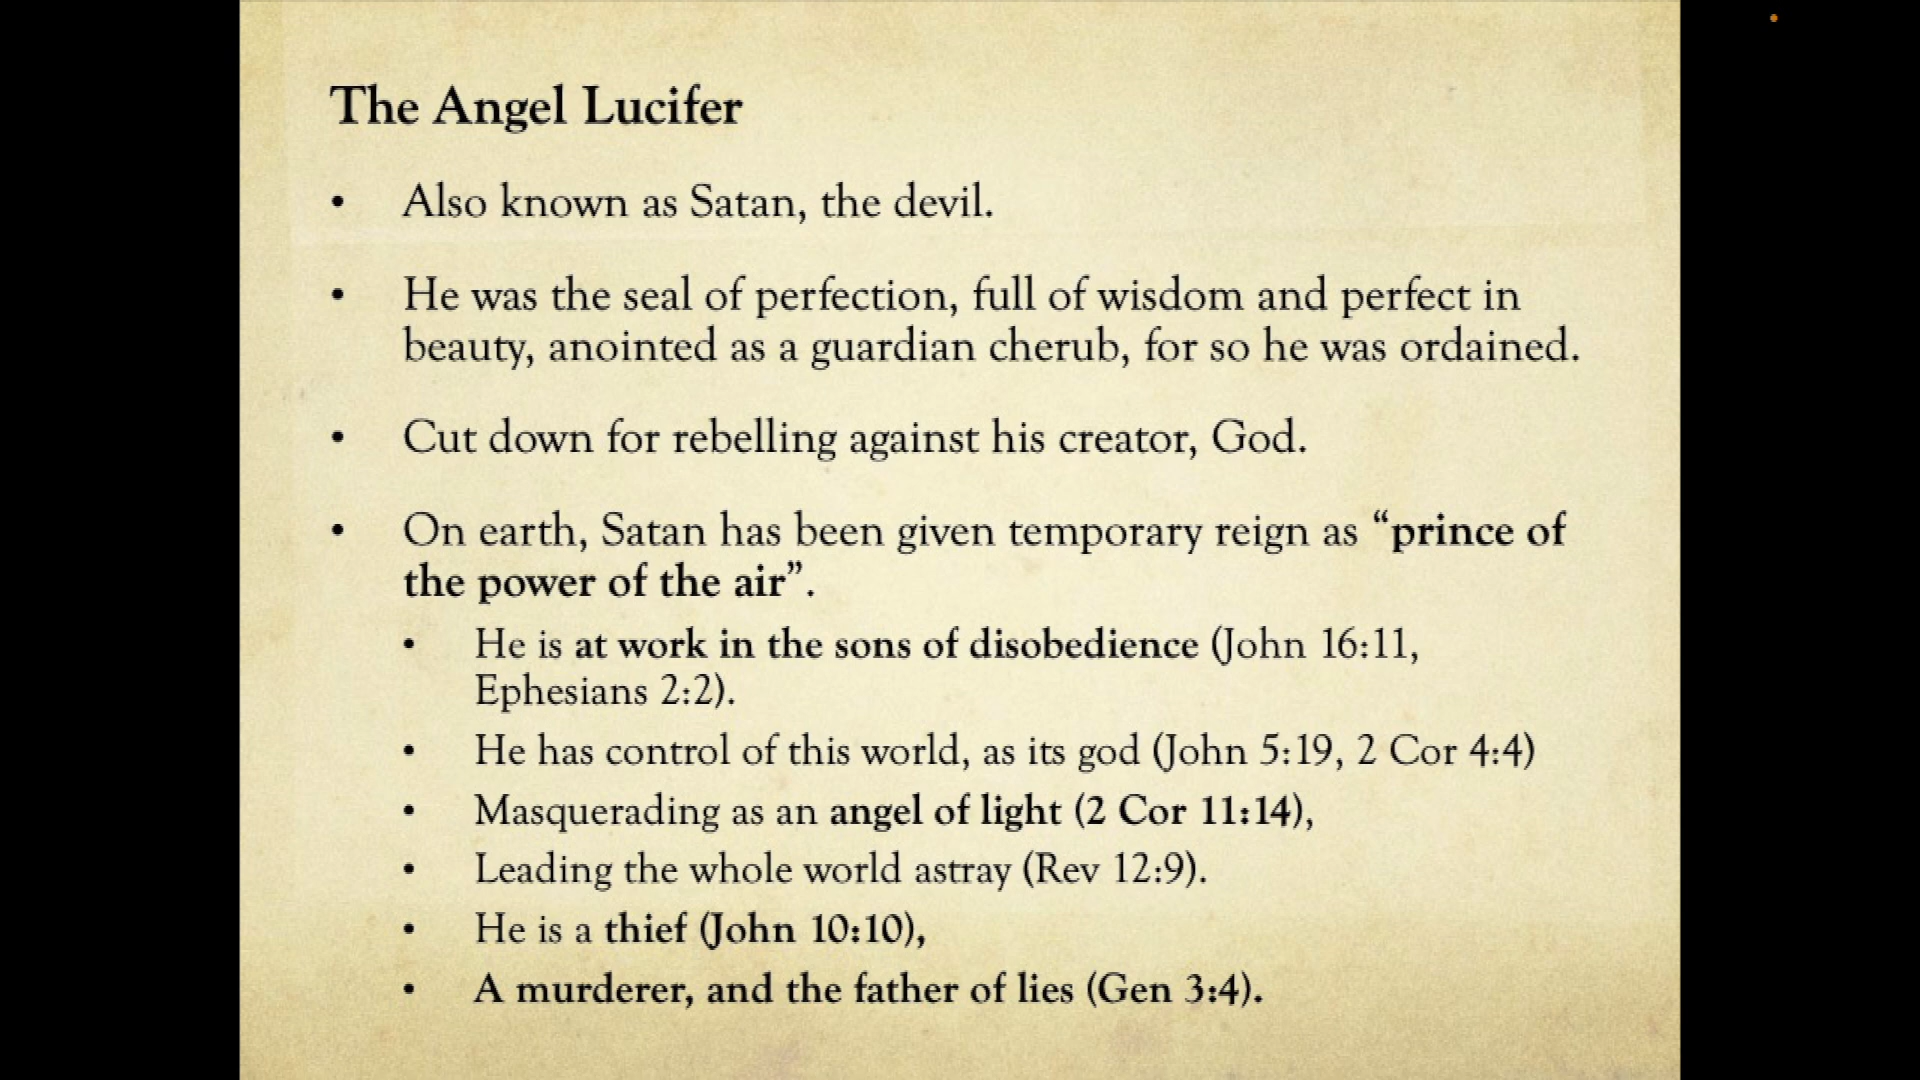 The Angel Lucifer
• Also known as Satan, the devil.
• He was the seal of perfection, full of wisdom and perfect in
beauty, anointed as a guardian cherub, for so he was ordained.
• Cut down for rebelling against his creator, God.
• On earth, Satan has been given temporary reign as “prince of
the power of the air”.
• He is at work in the sons of disobedience (John 16:11,
Ephesians 2:2).
• He has control of this world, as its god (John 5:19, 2 Cor 4:4)
• Masquerading as an angel of light (2 Cor 11:14),
• Leading the whole world astray (Rev 12:9).
• He is a thief (John 10:10),
• A murderer, and the father of lies (Gen 3:4).